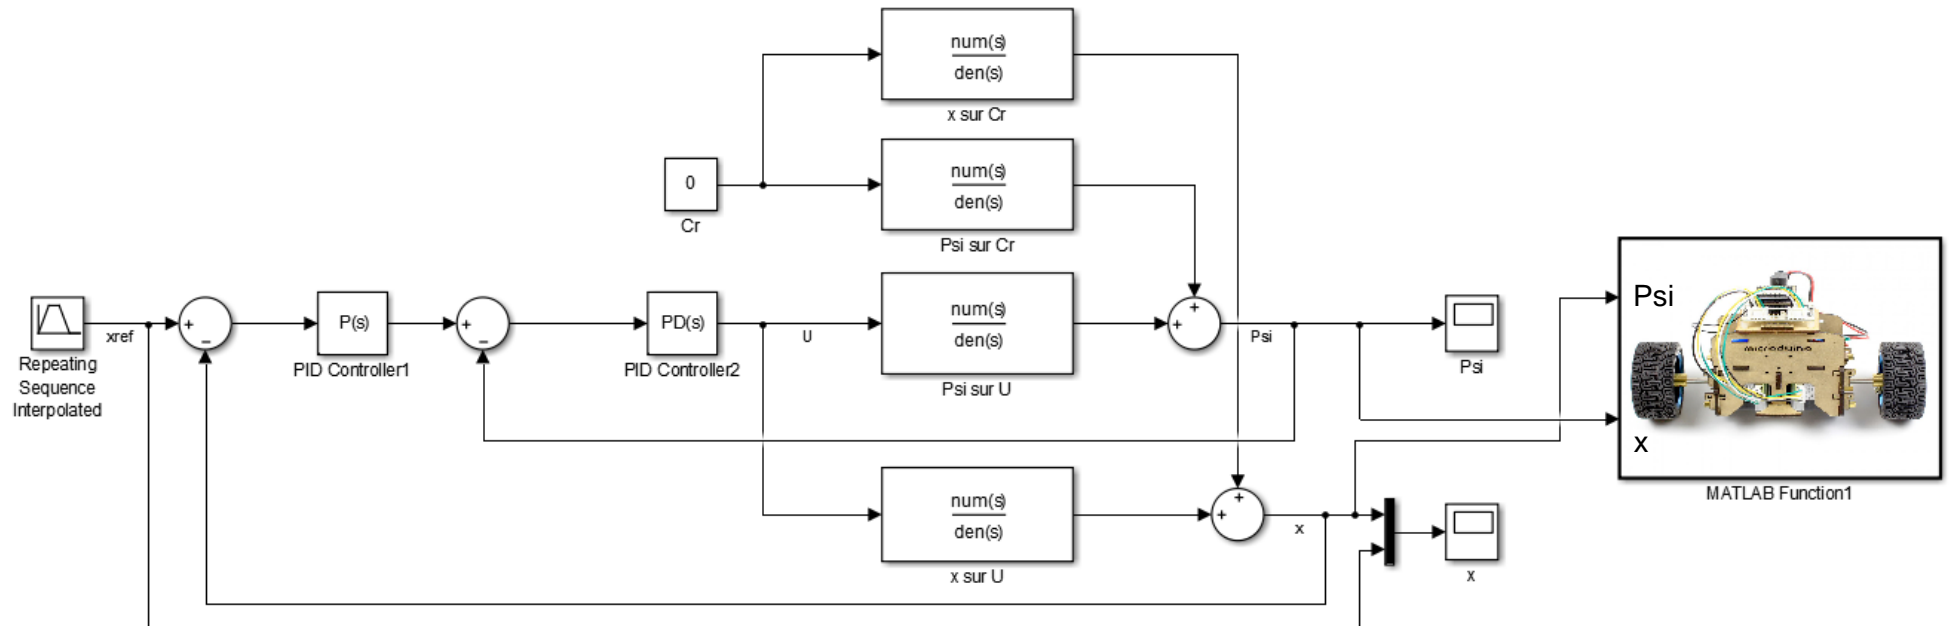 num(s)
den(s)
x sur Cr
num(s)
den(s)
Psi sur Cr
0
Cr
xref
Repeating
Sequence
Interpolated
+
−
P(s)
PID Controller1
+
−
PD(s)
PID Controller2
U
num(s)
den(s)
Psi sur U
+
+
Psi
Psi
num(s)
den(s)
x sur U
+
+
x
x
Psi
microduino
x
MATLAB Function1